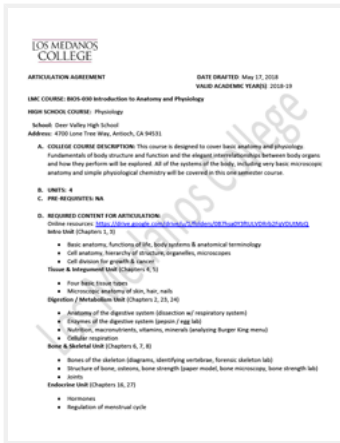 LOS MEDANOS
COLLEGE
ARTICULATION AGREEMENT DATE DRAFTED: May 17, 2018
VALID ACADEMIC YEAR(S): 2018-19
LMC COURSE: BIOS-030 Introduction to Anatomy and Physiology
HIGH SCHOOL COURSE: Physiology
School: Deer Valley High School
Address: 4700 Lone Tree Way, Antioch, CA 94531
A. COLLEGE COURSE DESCRIPTION: This course is designed to cover basic anatomy and physiology.
Fundamentals of body structure and function and the elegant interrelationships between body organs
and how they perform will be explored. All of the systems of the body, including very basic microscopic
anatomy and simple physiological chemistry will be covered in this one semester course.
B. UNITS: 4
C. PRE-REQUISITES: NA
D. REQUIRED CONTENT FOR ARTICULATION:
Online resources:
Intro Unit (Chapters 1, 3)
• Basic anatomy, functions of life, body systems & anatomical terminology
• Cell anatomy, hierarchy of structure, organelles, microscopes
• Cell division for growth & cancer
Tissue & Integument Unit (Chapters 4, 5)
• Four basic tissue types
• Microscopic anatomy of skin, hair, nails
Digestion / Metabolism Unit (Chapters 2, 23, 24)
• Anatomy of the digestive system (dissection w/ respiratory system)
• Enzymes of the digestive system (pepsin / egg lab)
• Nutrition, macronutrients, vitamins, minerals (analyzing Burger King menu)
• Cellular respiration
Bone & Skeletal Unit (Chapters 6, 7, 8)
• Bones of the skeleton (diagrams, identifying vertebrae, forensic skeleton lab)
• Structure of bone, osteons, bone strength (paper model, bone microscopy, bone strength lab)
• Joints
Endocrine Unit (Chapters 16, 27)
• Hormones
• Regulation of menstrual cycle
Los Medanos College